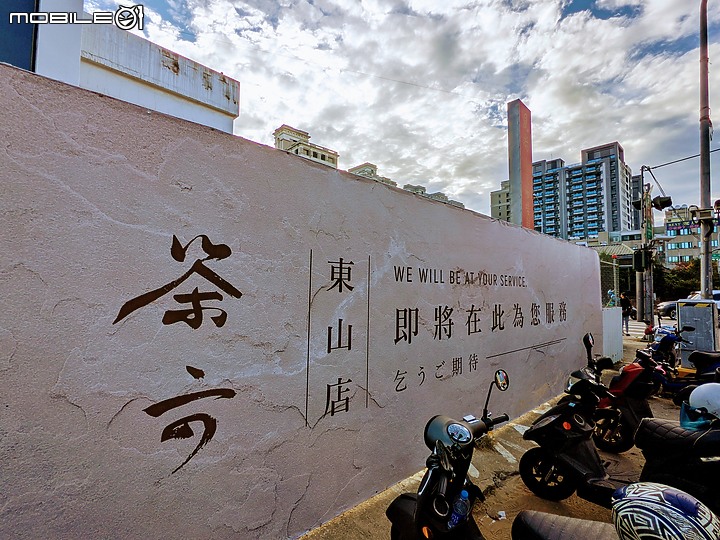 MOBILE01
茶
可
東山店
WE WILL BE AT YOUR SERVICE.
即將在此為您服務
乞うご期待